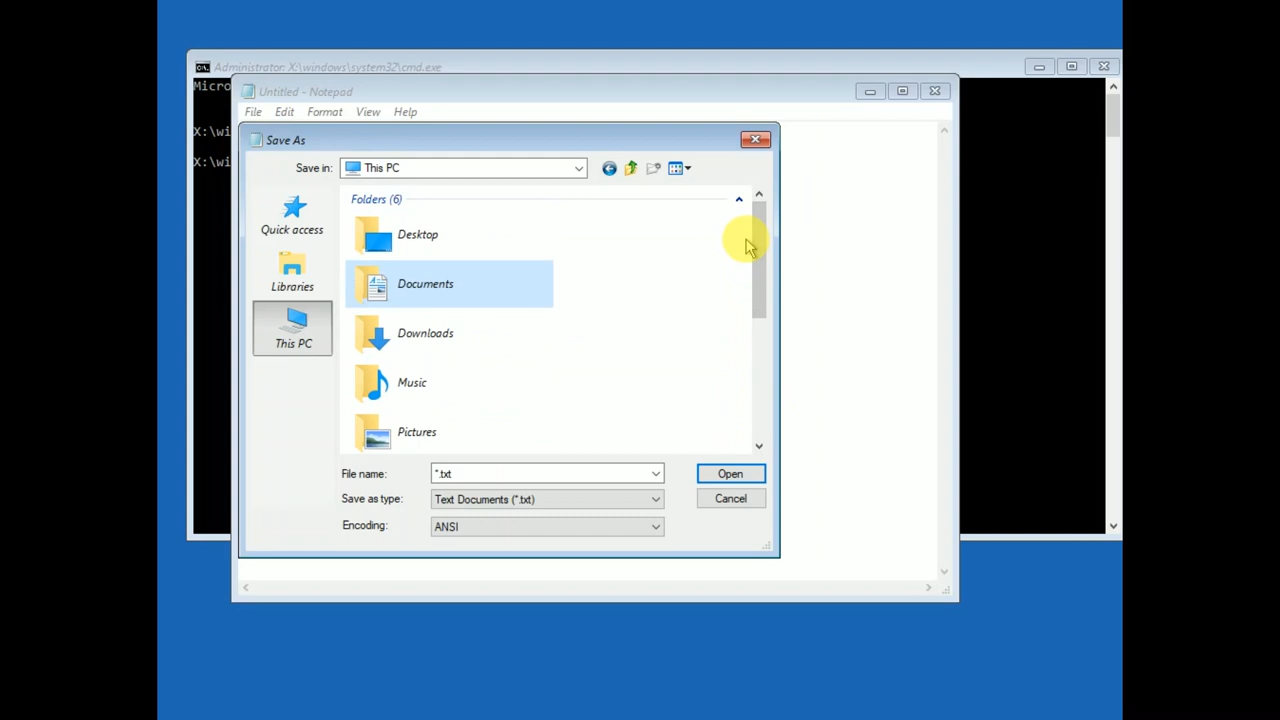 Administrator: X:\windows\system32\cmd.exe
Micro
Untitled - Notepad
File Edit Format View Help
X:\wi
X:\wi
Save As
Save in: This PC
Folders (6)
Quick access
Libraries
This PC
Desktop
Documents
Downloads
Music
Pictures
File name: *.txt Open
Save as type: Text Documents (*.txt) Cancel
Encoding: ANSI